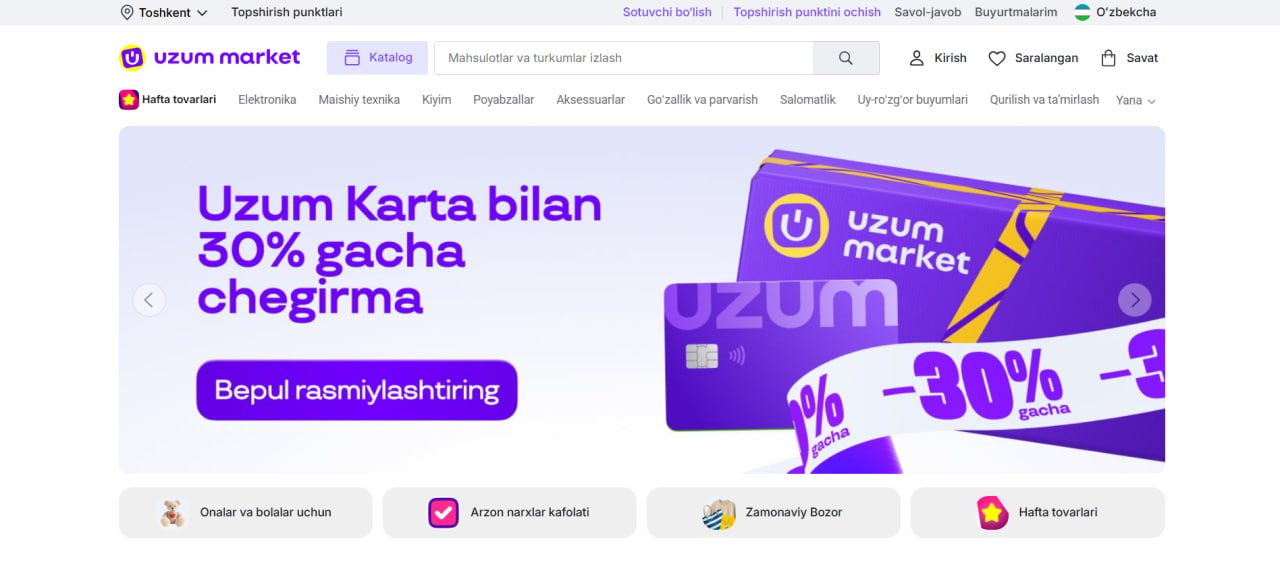 Toshkent
Topshirish punktlari
Sotuvchi bo'lish
Topshirish punktini ochish
Savol-javob
Buyurtmalarim
O'zbekcha
uzum market
Katalog
Mahsulotlar va turkumlar izlash
Kirish
Saralangan
Savat
Hafta tovarlari
Elektronika
Maishiy texnika
Kiyim
Poyabzallar
Aksessuarlar
Go'zallik va parvarish
Salomatlik
Uy-ro'zg'or buyumlari
Qurilish va ta'mirlash
Yana
Uzum Karta bilan
30% gacha
chegirma
Bepul rasmiylashtiring
uzum
market
uzum
0%
gacha
–30%
gacha
–3
Onalar va bolalar uchun
Arzon narxlar kafolati
Zamonaviy Bozor
Hafta tovarlari